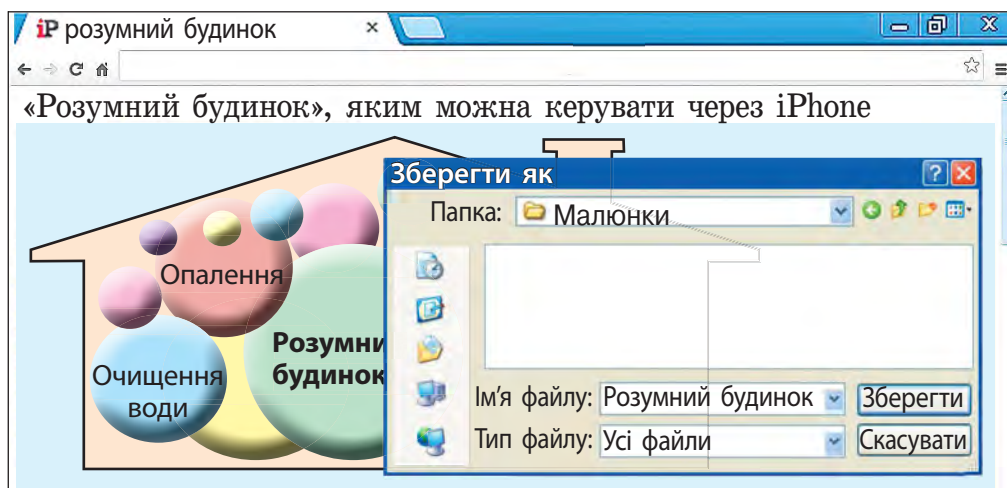 iP розумний будинок
«Розумний будинок», яким можна керувати через iPhone
Опалення
Очищення
води
Розумни
будинок
Зберегти як
Папка: Малюнки
Ім'я файлу: Розумний будинок Зберегти
Тип файлу: Усі файли Скасувати